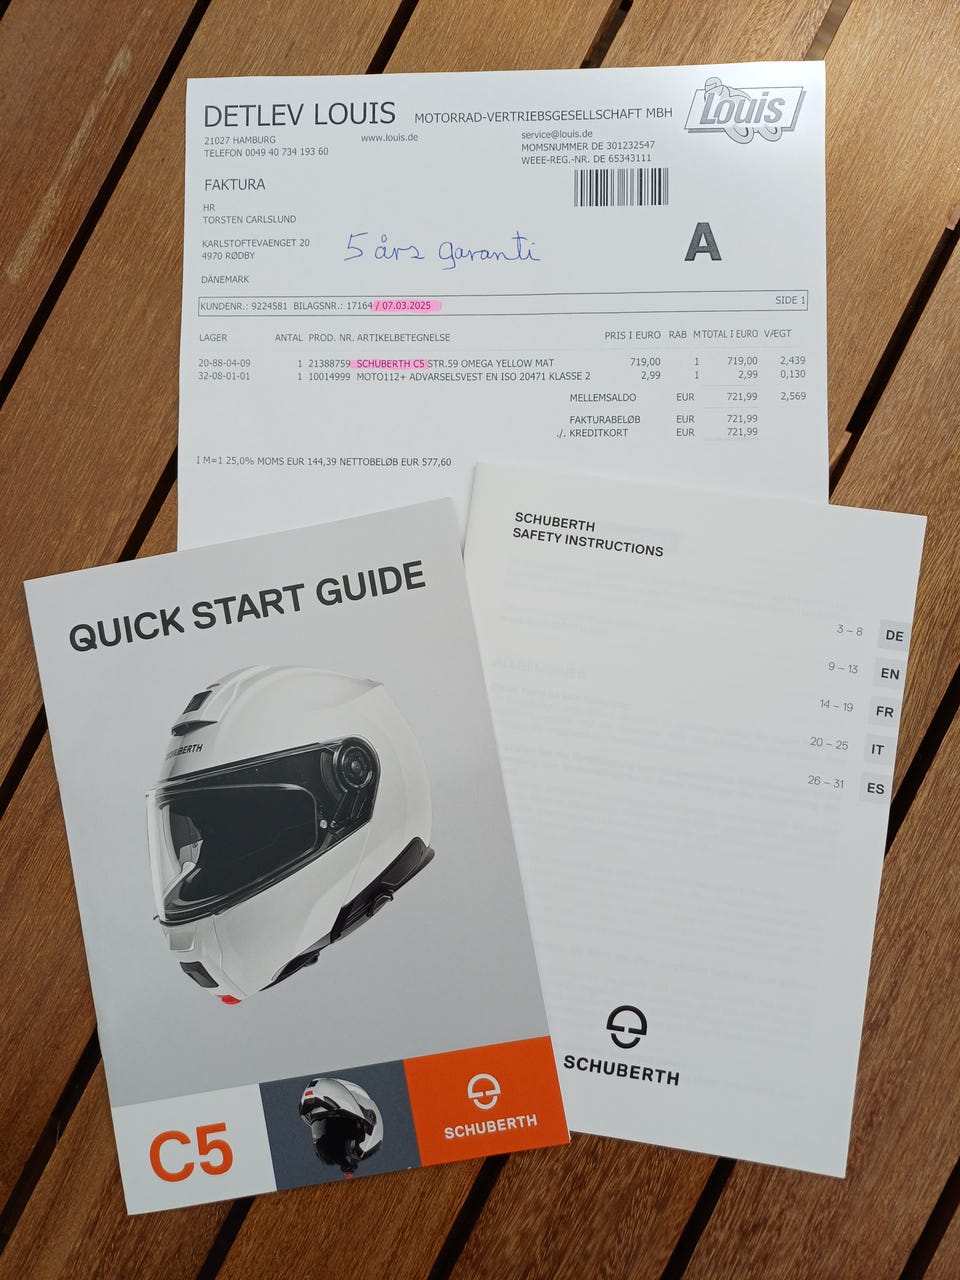 DETLEV LOUIS MOTORRAD-VERTRIEBSGESELLSCHAFT MBH
Louis
21027 HAMBURG www.louis.de service@louis.de
TELEFON 0049 40 734 193 60 MOMSNUMMER DE 301232547
WEEE-REG.-NR. DE 65343111
FAKTURA
HR
TORSTEN CARLSLUND
KARLSTOFTEVAENGET 20
4970 RØDBY
DÄNEMARK
5 års garanti
A
KUNDENR.: 9224581 BILAGSNR.: 17164 / 07.03.2025 SIDE 1
LAGER ANTAL PROD. NR. ARTIKELBETEGNELSE PRIS I EURO RAB M TOTAL I EURO VÆGT
20-88-04-09 1 21388759 SCHUBERTH C5 STR.59 OMEGA YELLOW MAT 719,00 1 719,00 2,439
32-08-01-01 1 10014999 MOTO112+ ADVARSELSVEST EN ISO 20471 KLASSE 2 2,99 1 2,99 0,130
MELLEMSALDO EUR 721,99 2,569
FAKTURABELØB EUR 721,99
./. KREDITKORT EUR 721,99
I M=1 25,0% MOMS EUR 144,39 NETTOBELØB EUR 577,60
QUICK START GUIDE
SCHUBERTH
C5
SCHUBERTH
SCHUBERTH
SAFETY INSTRUCTIONS
3 – 8 DE
9 – 13 EN
14 – 19 FR
20 – 25 IT
26 – 31 ES
SCHUBERTH